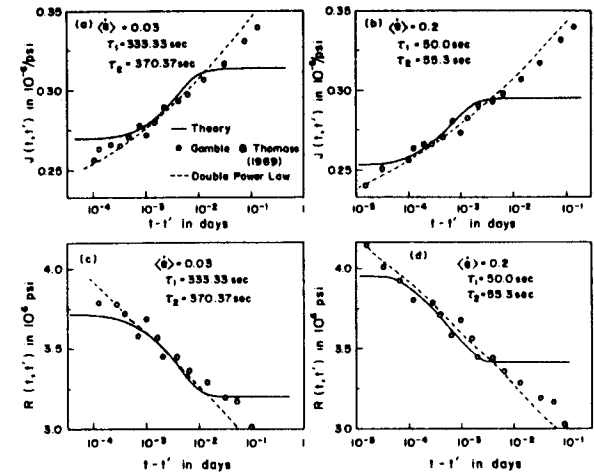 (a) ⟨ė⟩ = 0.03
τ₁ = 333.33 sec
τ₂ = 370.37 sec
J(t,t') in 10⁻⁶/psi
0.35
0.30
0.25
Theory
Gamble & Thomass (1969)
Double Power Law
10⁻⁴ 10⁻³ 10⁻² 10⁻¹ 1
t-t' in days
(b) ⟨ė⟩ = 0.2
τ₁ = 50.0 sec
τ₂ = 55.3 sec
J(t,t') in 10⁻⁶/psi
0.35
0.30
0.25
10⁻⁵ 10⁻⁴ 10⁻³ 10⁻² 10⁻¹ 1
t-t' in days
(c) ⟨ė⟩ = 0.03
τ₁ = 333.33 sec
τ₂ = 370.37 sec
R(t,t') in 10⁶ psi
4.0
3.5
3.0
10⁻⁴ 10⁻³ 10⁻² 10⁻¹ 1
t-t' in days
(d) ⟨ė⟩ = 0.2
τ₁ = 50.0 sec
τ₂ = 55.3 sec
R(t,t') in 10⁶ psi
4.0
3.5
3.0
10⁻⁵ 10⁻⁴ 10⁻³ 10⁻² 10⁻¹ 1
t-t' in days